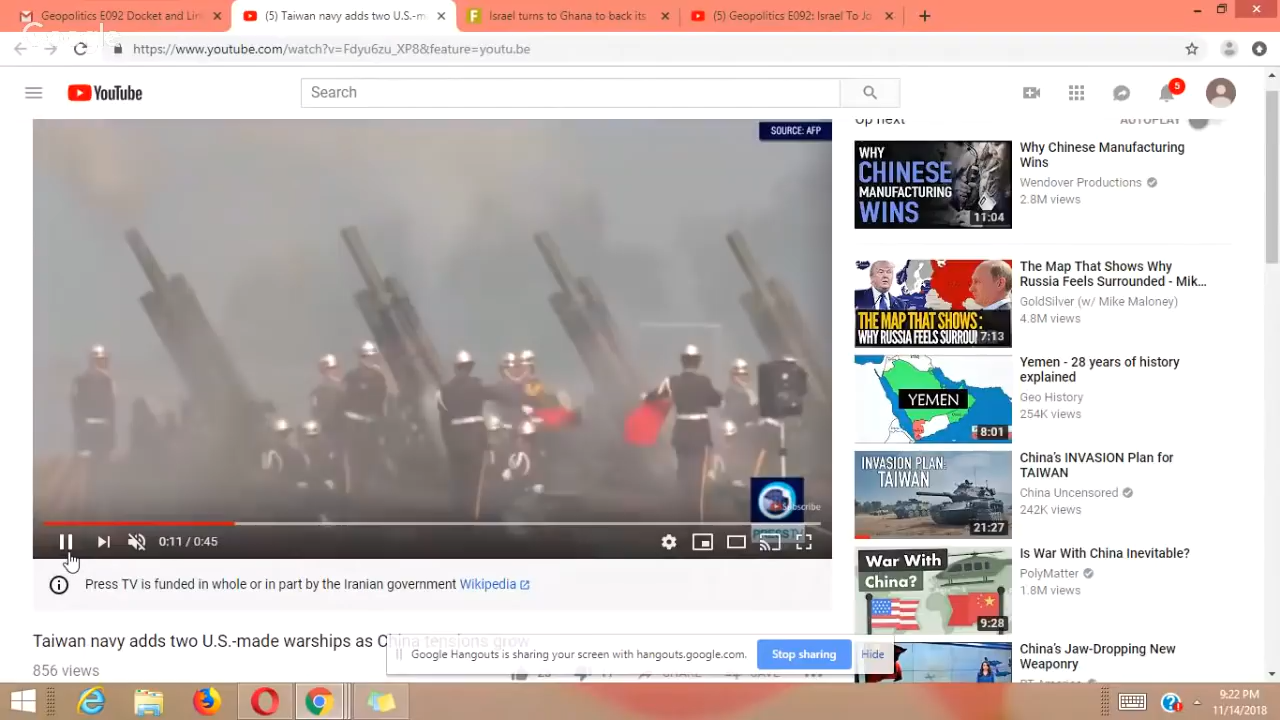 Geopolitics E092 Docket and Lin
(5) Taiwan navy adds two U.S.-m
Israel turns to Ghana to back its
(5) Geopolitics E092: Israel To Jo
https://www.youtube.com/watch?v=Fdyu6zu_XP8&feature=youtu.be
YouTube
Search
5
SOURCE: AFP
Subscribe
0:11 / 0:45
Press TV is funded in whole or in part by the Iranian government Wikipedia
Taiwan navy adds two U.S.-made warships as China tensions grow
856 views
Google Hangouts is sharing your screen with hangouts.google.com.
Stop sharing
Hide
SHARE
SAVE
Up next
AUTOPLAY
WHY
CHINESE
MANUFACTURING
WINS
11:04
Why Chinese Manufacturing
Wins
Wendover Productions
2.8M views
THE MAP THAT SHOWS:
WHY RUSSIA FEELS SURROU
7:13
The Map That Shows Why
Russia Feels Surrounded - Mik...
GoldSilver (w/ Mike Maloney)
4.8M views
YEMEN
8:01
Yemen - 28 years of history
explained
Geo History
254K views
INVASION PLAN:
TAIWAN
21:27
China's INVASION Plan for
TAIWAN
China Uncensored
242K views
War With
China?
9:28
Is War With China Inevitable?
PolyMatter
1.8M views
China's Jaw-Dropping New
Weaponry
9:22 PM
11/14/2018